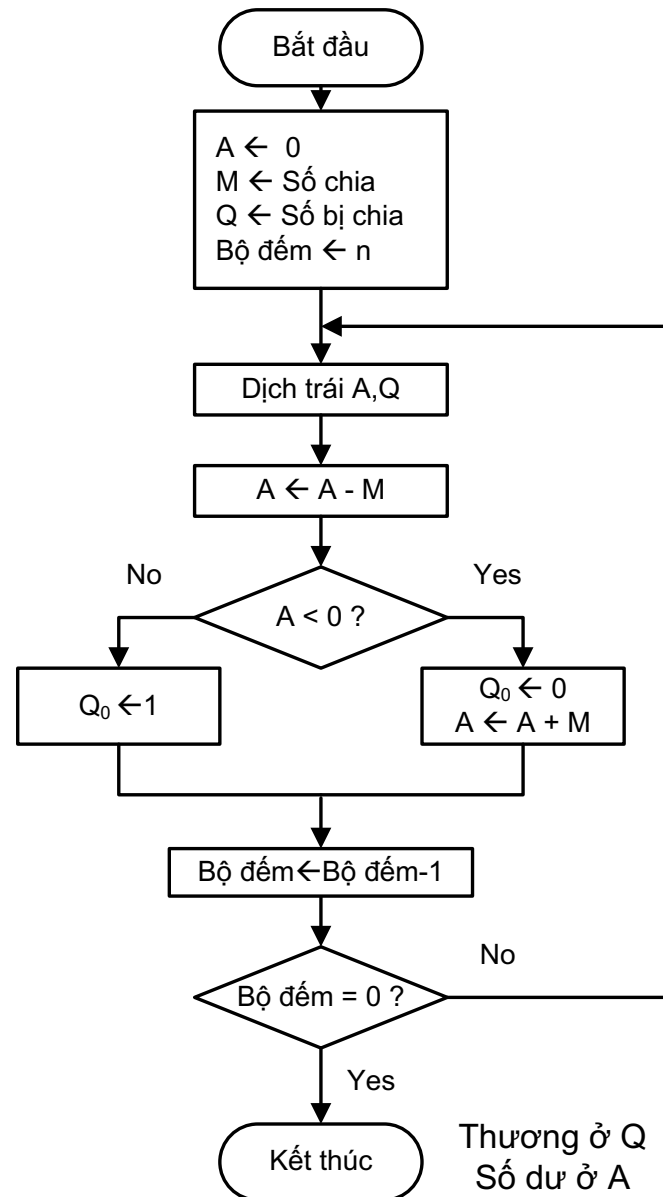 Bắt đầu
A ← 0
M ← Số chia
Q ← Số bị chia
Bộ đếm ← n
Dịch trái A,Q
A ← A - M
No
Yes
A < 0 ?
Q₀ ←1
Q₀ ← 0
A ← A + M
Bộ đếm←Bộ đếm-1
No
Bộ đếm = 0 ?
Yes
Kết thúc
Thương ở Q
Số dư ở A